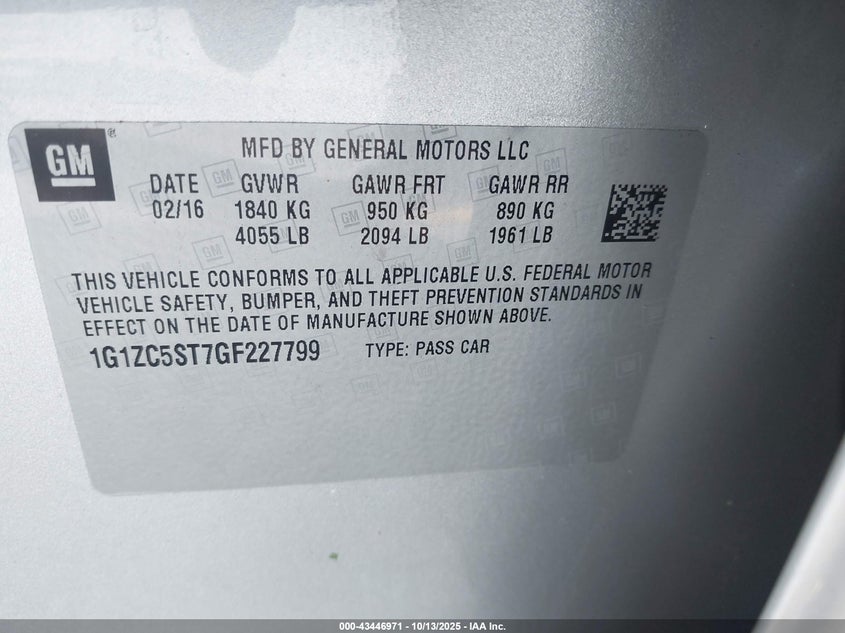 GM ®
MFD BY GENERAL MOTORS LLC
DATE GVWR GAWR FRT GAWR RR
02/16 1840 KG 950 KG 890 KG
4055 LB 2094 LB 1961 LB
THIS VEHICLE CONFORMS TO ALL APPLICABLE U.S. FEDERAL MOTOR
VEHICLE SAFETY, BUMPER, AND THEFT PREVENTION STANDARDS IN
EFFECT ON THE DATE OF MANUFACTURE SHOWN ABOVE.
1G1ZC5ST7GF227799 TYPE: PASS CAR
000-43446971 - 10/13/2025 - IAA Inc.